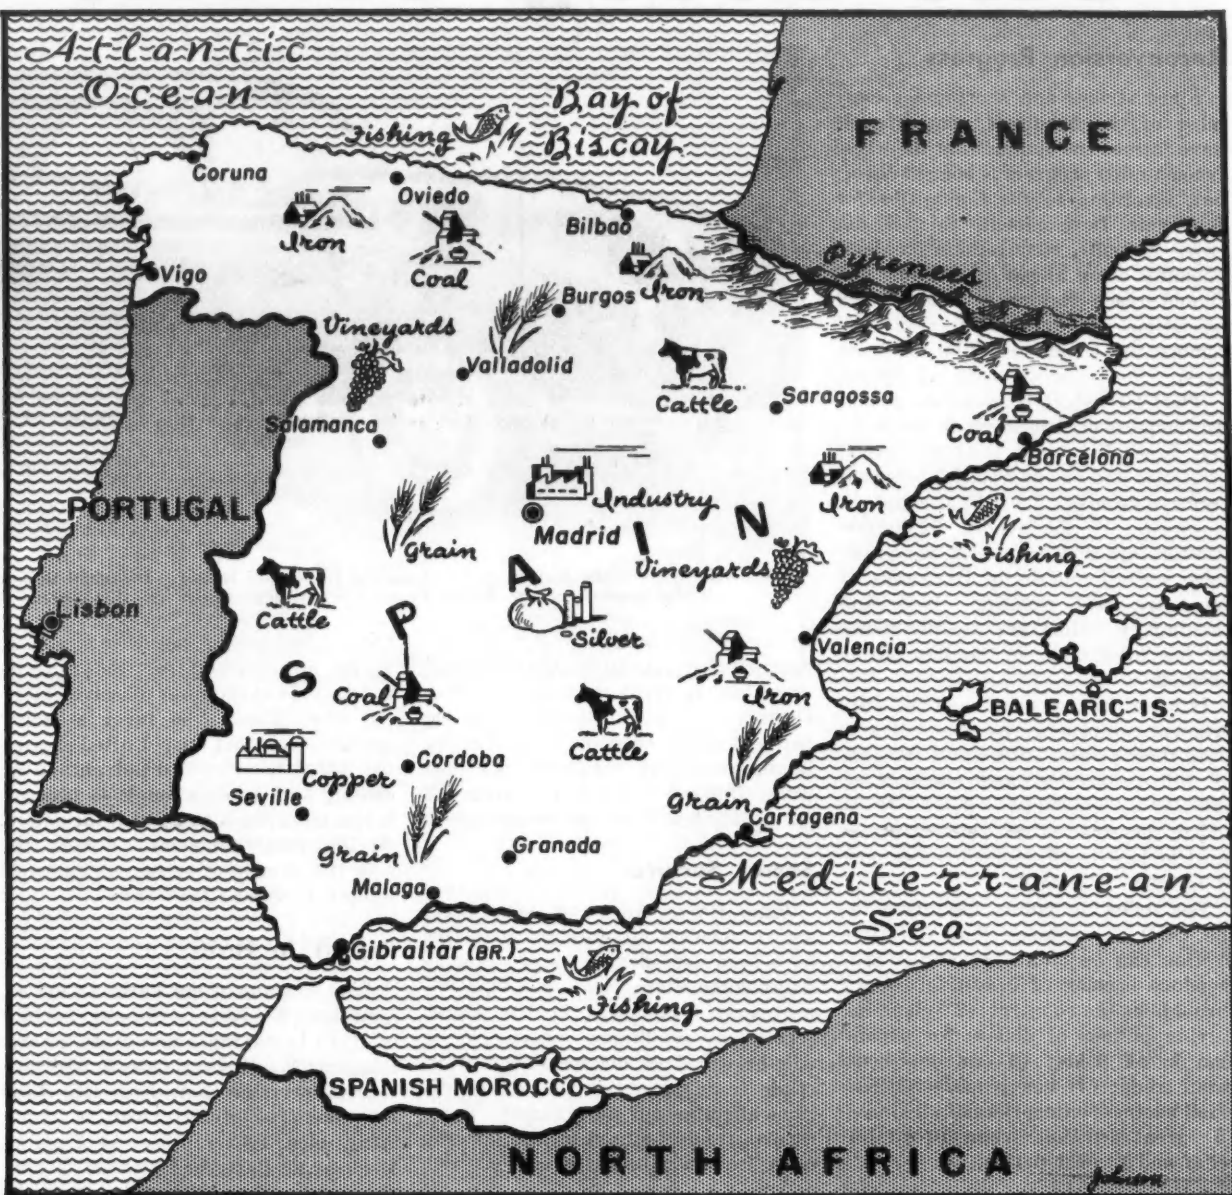 Atlantic
Ocean
Bay of
Biscay
Fishing
FRANCE
Coruna
Oviedo
Iron
Coal
Bilbao
Pyrenees
Vigo
Burgos
Iron
Vineyards
Valladolid
Cattle
Saragossa
Salamanca
Coal
Barcelona
PORTUGAL
Industry
Iron
Madrid
Grain
Fishing
SPAIN
Vineyards
Cattle
Lisbon
Silver
Valencia
Coal
Iron
BALEARIC IS.
Cattle
Cordoba
Copper
Seville
Grain
Cartagena
Grain
Granada
Malaga
Mediterranean
Sea
Gibraltar (BR.)
Fishing
SPANISH MOROCCO
NORTH AFRICA
Johnson